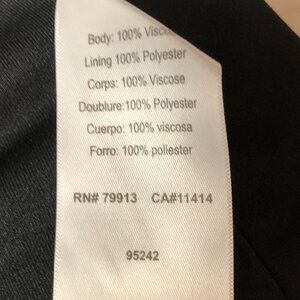 Body: 100% Viscose
Lining 100% Polyester
Corps: 100% Viscose
Doublure:100% Polyester
Cuerpo: 100% viscosa
Forro: 100% poliester
RN# 79913 CA#11414
95242